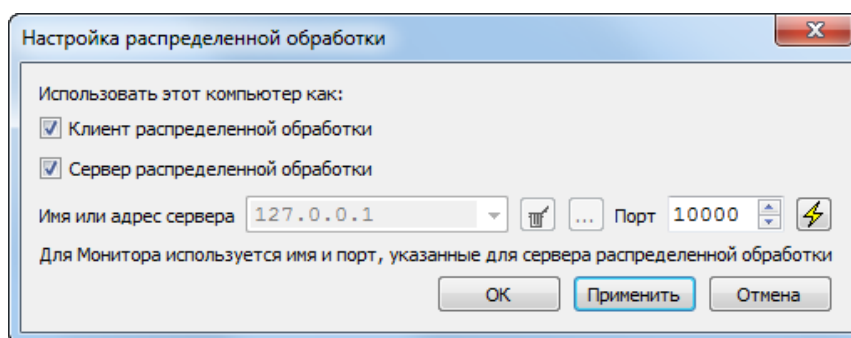 Настройка распределенной обработки
Использовать этот компьютер как:
Клиент распределенной обработки
Сервер распределенной обработки
Имя или адрес сервера 127.0.0.1 ... Порт 10000
Для Монитора используется имя и порт, указанные для сервера распределенной обработки
ОК Применить Отмена